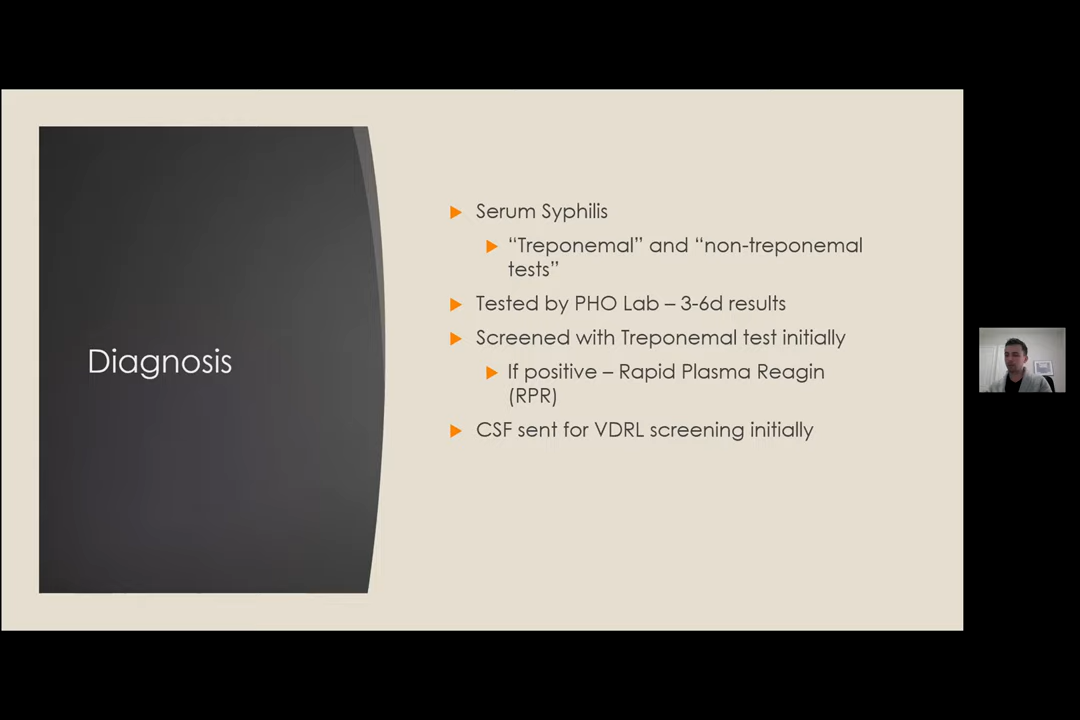 Diagnosis
Serum Syphilis
“Treponemal” and “non-treponemal
tests”
Tested by PHO Lab – 3-6d results
Screened with Treponemal test initially
If positive – Rapid Plasma Reagin
(RPR)
CSF sent for VDRL screening initially